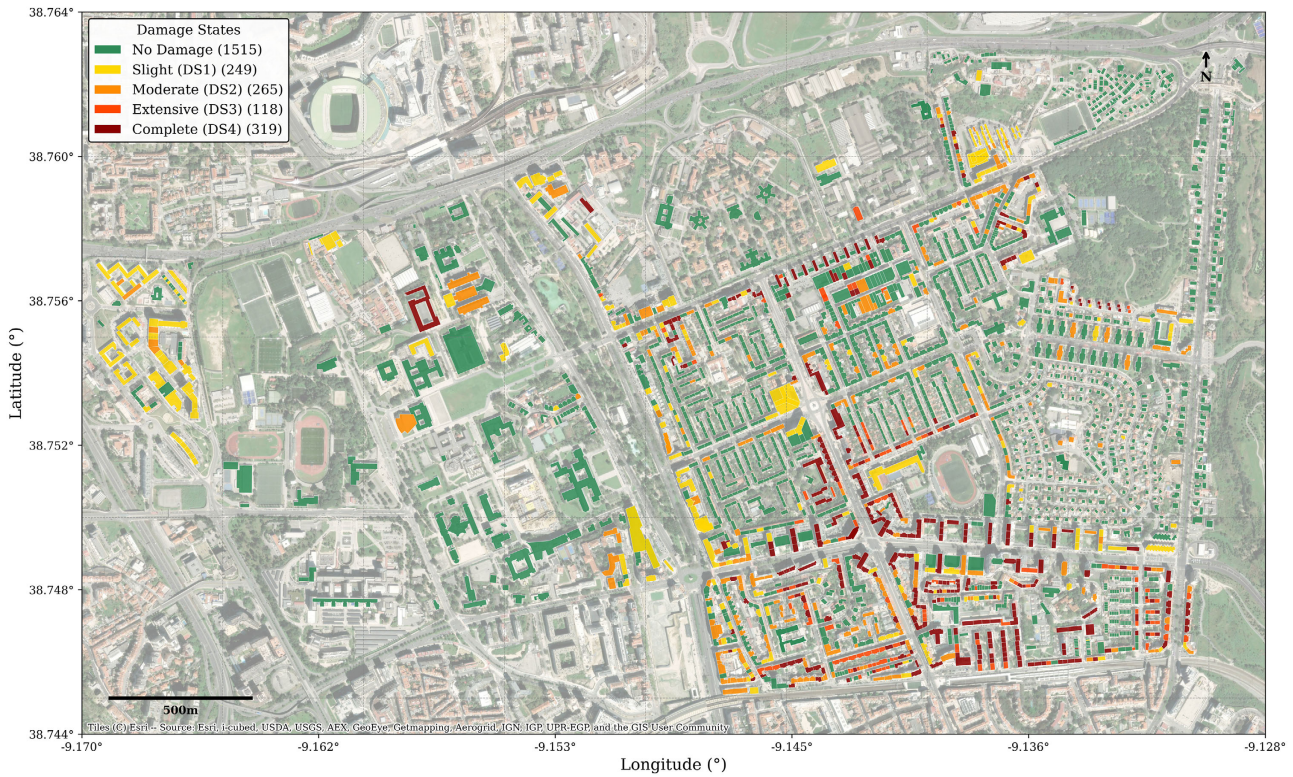 Damage States
No Damage (1515)
Slight (DS1) (249)
Moderate (DS2) (265)
Extensive (DS3) (118)
Complete (DS4) (319)
N
38.764°
38.760°
38.756°
38.752°
38.748°
38.744°
Latitude (°)
500m
Tiles (C) Esri -- Source: Esri, i-cubed, USDA, USGS, AEX, GeoEye, Getmapping, Aerogrid, IGN, IGP, UPR-EGP, and the GIS User Community
-9.170° -9.162° -9.153° -9.145° -9.136° -9.128°
Longitude (°)